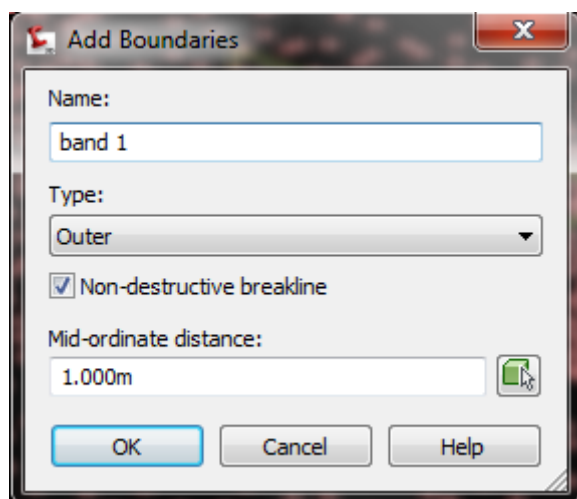 Add Boundaries
Name:
band 1
Type:
Outer
Non-destructive breakline
Mid-ordinate distance:
1.000m
OK Cancel Help